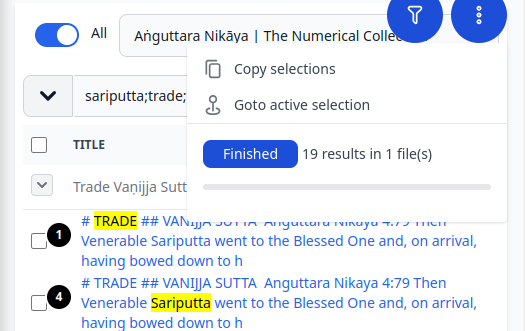 All
Aṅguttara Nikāya | The Numerical Collec
Copy selections
sariputta;trade;
Goto active selection
TITLE
Finished 19 results in 1 file(s)
Trade Vaṇijja Sutt
# TRADE ## VANIJJA SUTTA Anguttara Nikaya 4:79 Then
1
Venerable Sariputta went to the Blessed One and, on arrival,
having bowed down to h
# TRADE ## VANIJJA SUTTA Anguttara Nikaya 4:79 Then
4
Venerable Sariputta went to the Blessed One and, on arrival,
having bowed down to h